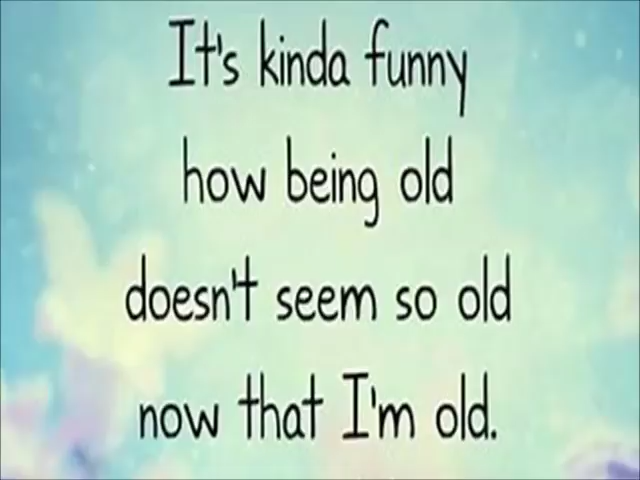 It's kinda funny
how being old
doesn't seem so old
now that I'm old.